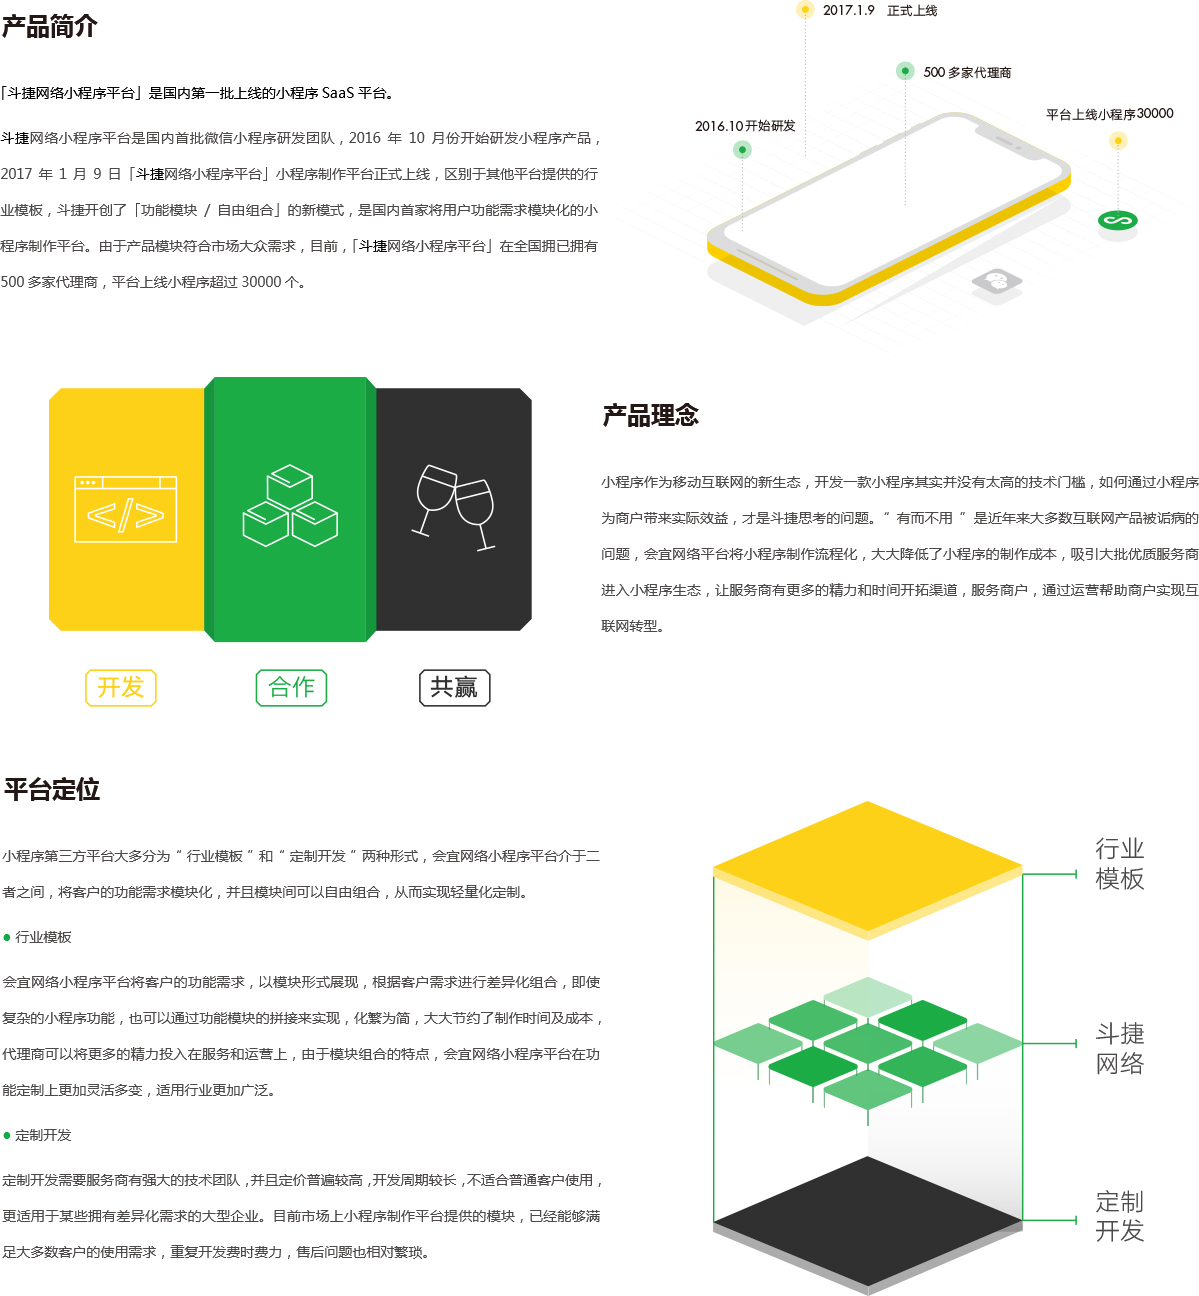 产品简介
「斗捷网络小程序平台」是国内第一批上线的小程序 SaaS 平台。
斗捷网络小程序平台是国内首批微信小程序研发团队，2016 年 10 月份开始研发小程序产品，
2017 年 1 月 9 日「斗捷网络小程序平台」小程序制作平台正式上线，区别于其他平台提供的行
业模板，斗捷开创了「功能模块 / 自由组合」的新模式，是国内首家将用户功能需求模块化的小
程序制作平台。由于产品模块符合市场大众需求，目前，「斗捷网络小程序平台」在全国拥已拥有
500 多家代理商，平台上线小程序超过 30000 个。
2017.1.9 正式上线
500 多家代理商
平台上线小程序30000
2016.10开始研发
开发
合作
共赢
产品理念
小程序作为移动互联网的新生态，开发一款小程序其实并没有太高的技术门槛，如何通过小程序
为商户带来实际效益，才是斗捷思考的问题。“ 有而不用 ” 是近年来大多数互联网产品被诟病的
问题，会宜网络平台将小程序制作流程化，大大降低了小程序的制作成本，吸引大批优质服务商
进入小程序生态，让服务商有更多的精力和时间开拓渠道，服务商户，通过运营帮助商户实现互
联网转型。
平台定位
小程序第三方平台大多分为 “ 行业模板 ” 和 “ 定制开发 ” 两种形式，会宜网络小程序平台介于二
者之间，将客户的功能需求模块化，并且模块间可以自由组合，从而实现轻量化定制。
● 行业模板
会宜网络小程序平台将客户的功能需求，以模块形式展现，根据客户需求进行差异化组合，即使
复杂的小程序功能，也可以通过功能模块的拼接来实现，化繁为简，大大节约了制作时间及成本，
代理商可以将更多的精力投入在服务和运营上，由于模块组合的特点，会宜网络小程序平台在功
能定制上更加灵活多变，适用行业更加广泛。
● 定制开发
定制开发需要服务商有强大的技术团队，并且定价普遍较高，开发周期较长，不适合普通客户使用，
更适用于某些拥有差异化需求的大型企业。目前市场上小程序制作平台提供的模块，已经能够满
足大多数客户的使用需求，重复开发费时费力，售后问题也相对繁琐。
行业
模板
斗捷
网络
定制
开发